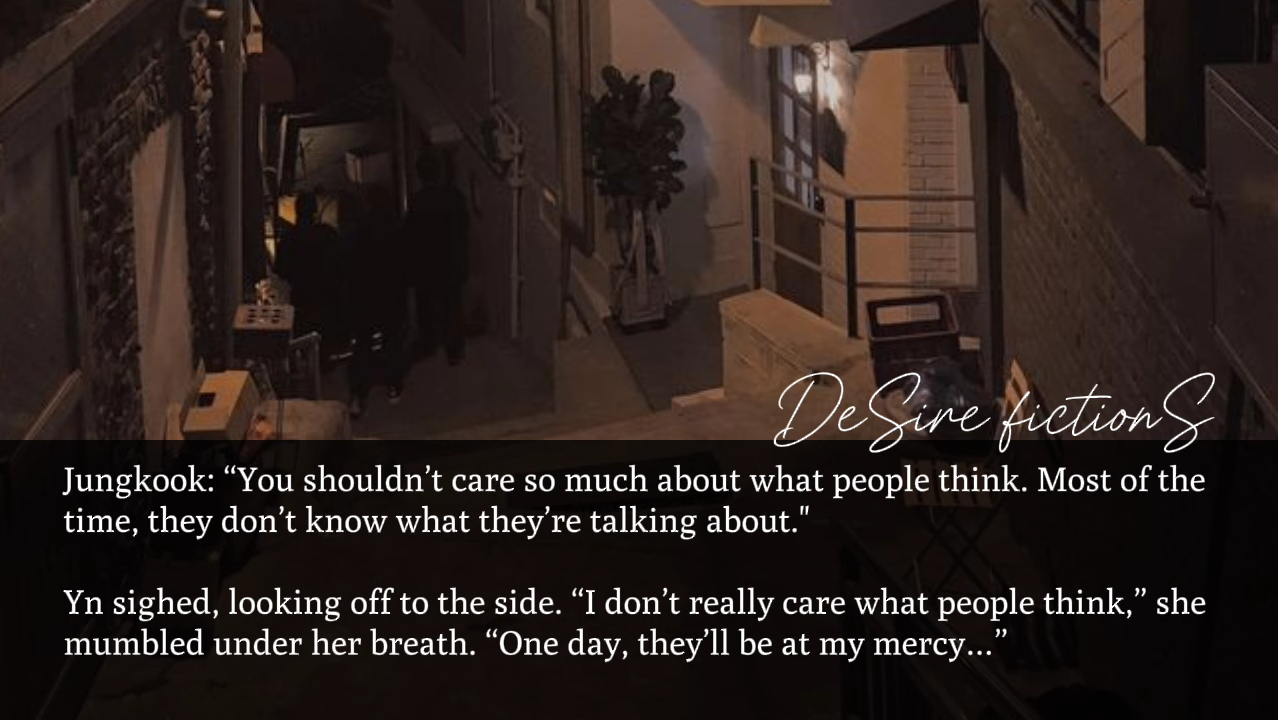 DeSire fictionS
Jungkook: “You shouldn’t care so much about what people think. Most of the
time, they don’t know what they’re talking about."
Yn sighed, looking off to the side. “I don’t really care what people think,” she
mumbled under her breath. “One day, they’ll be at my mercy...”